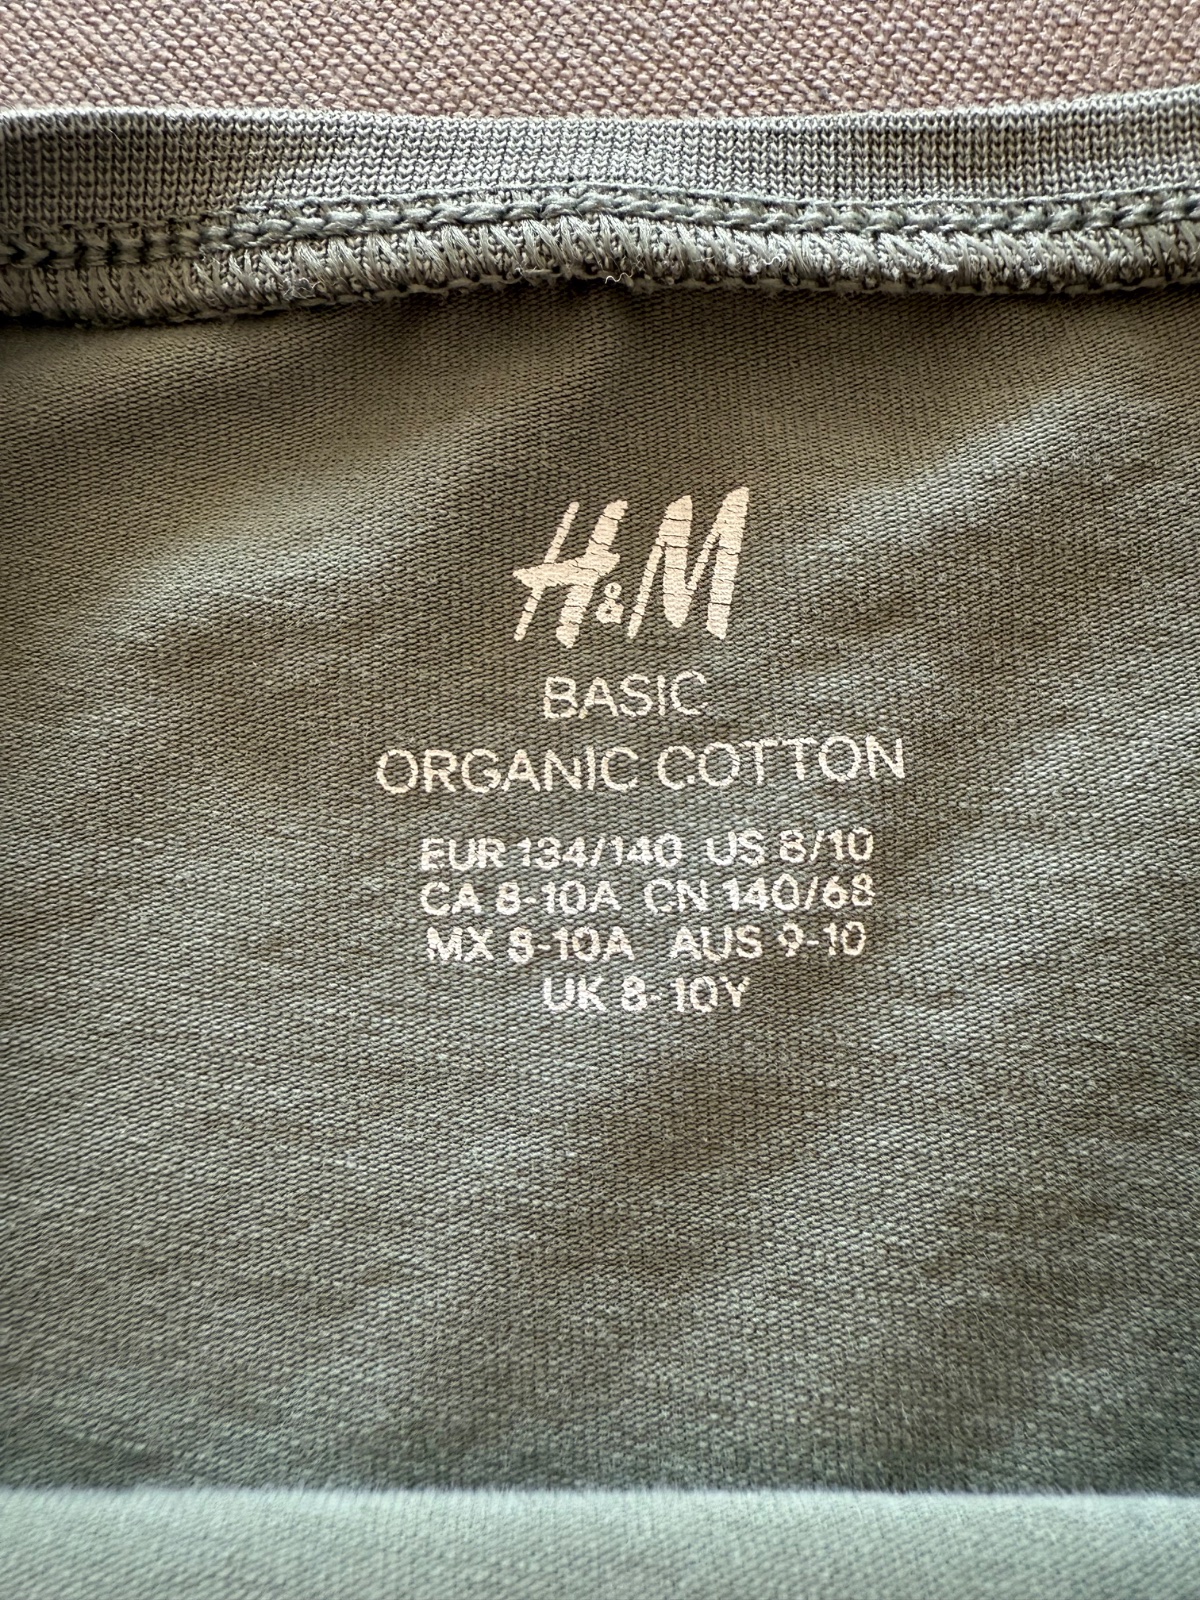 H&M
BASIC
ORGANIC COTTON
EUR 134/140 US 8/10
CA 8-10A CN 140/68
MX 8-10A AUS 9-10
UK 8-10Y